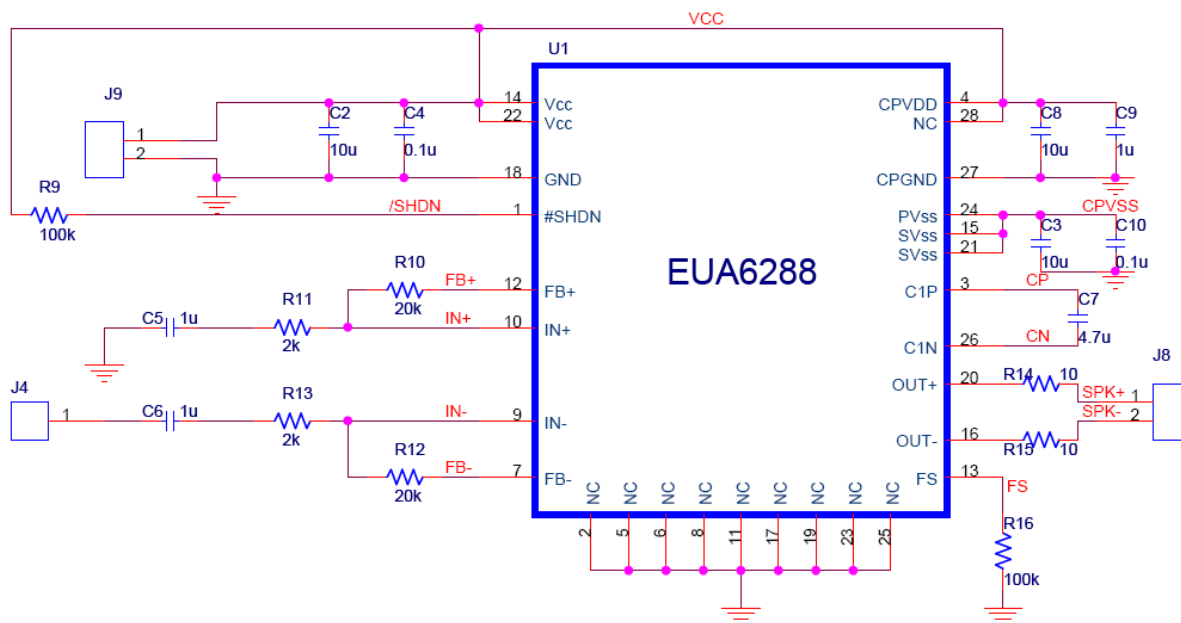 VCC
U1
J9
1
2
R9
100k
C2
10u
C4
0.1u
14
22
18
1
/SHDN
Vcc
Vcc
GND
#SHDN
CPVDD
NC
CPGND
4
28
27
C8
10u
C9
1u
PVss
SVss
SVss
24
15
21
CPVSS
C3
10u
C10
0.1u
EUA6288
R10
20k
FB+
12
FB+
R11
2k
IN+
10
IN+
C5
1u
C1P
3
CP
C7
4.7u
C1N
26
CN
J4
1
C6
1u
R13
2k
IN-
9
IN-
R12
20k
FB-
7
FB-
OUT+
20
R14
10
SPK+
SPK-
J8
1
2
OUT-
16
R15
10
FS
13
FS
R16
100k
NC
NC
NC
NC
NC
NC
NC
NC
NC
2
5
6
8
11
17
19
23
25